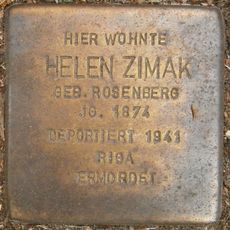 HIER WOHNTE
HELEN ZIMAK
GEB. ROSENBERG
JG. 1874
DEPORTIERT 1941
RIGA
ERMORDET